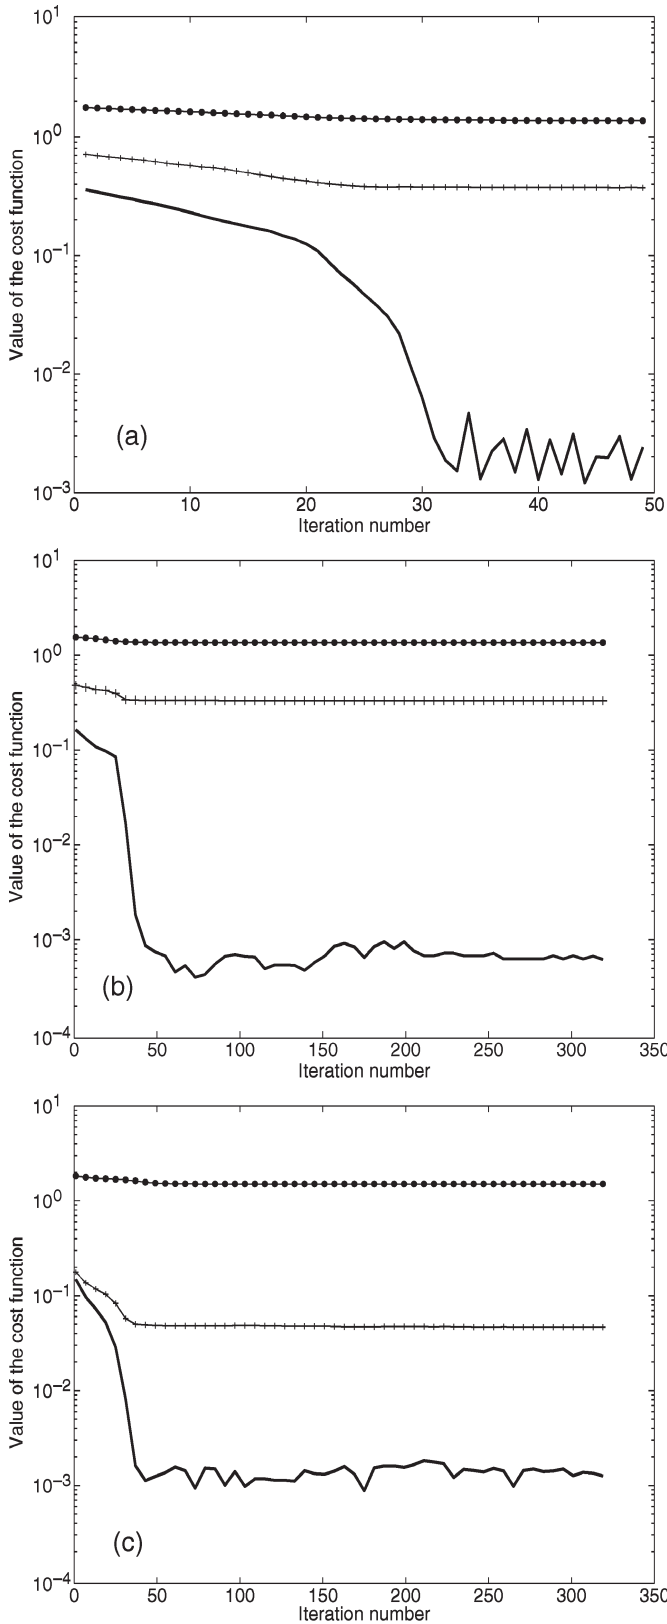 10^1
10^0
10^−1
10^−2
10^−3
Value of the cost function
(a)
0 10 20 30 40 50
Iteration number
10^1
10^0
10^−1
10^−2
10^−3
10^−4
Value of the cost function
(b)
0 50 100 150 200 250 300 350
Iteration number
10^1
10^0
10^−1
10^−2
10^−3
10^−4
Value of the cost function
(c)
0 50 100 150 200 250 300 350
Iteration number